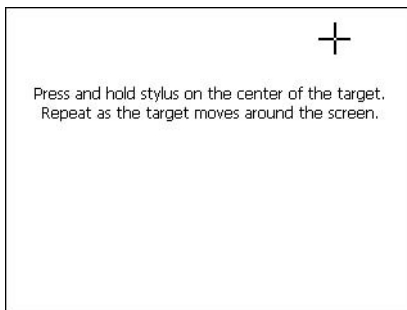 Press and hold stylus on the center of the target.
Repeat as the target moves around the screen.